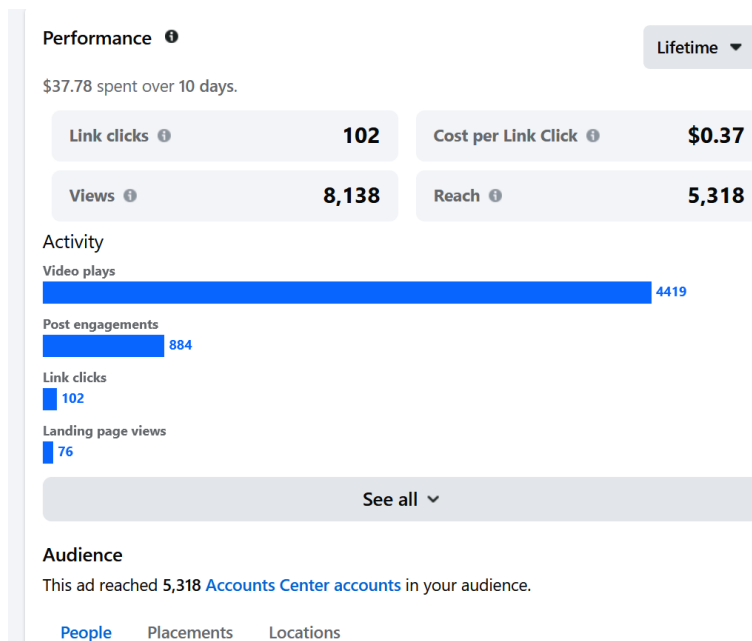 Performance
Lifetime
$37.78 spent over 10 days.
Link clicks 102
Cost per Link Click $0.37
Views 8,138
Reach 5,318
Activity
Video plays
4419
Post engagements
884
Link clicks
102
Landing page views
76
See all
Audience
This ad reached 5,318 Accounts Center accounts in your audience.
People Placements Locations